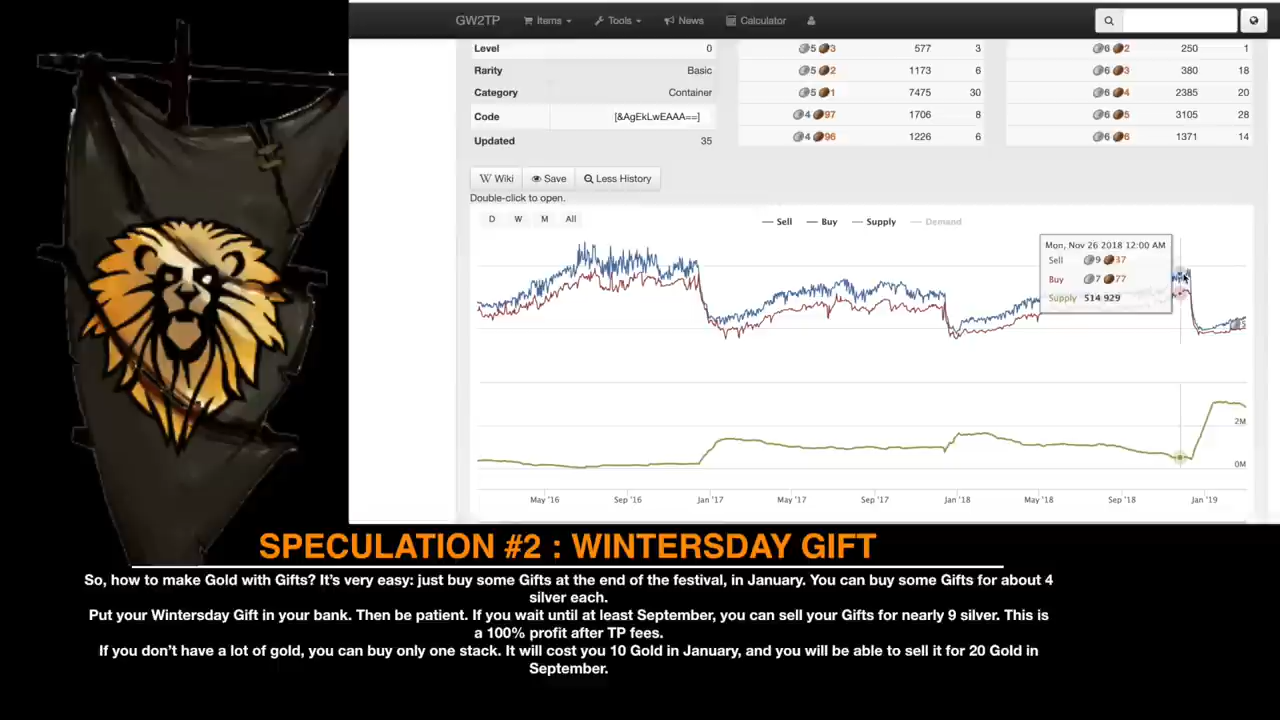 GW2TP Items Tools News Calculator
Level 0
Rarity Basic
Category Container
Code [&AgEkLwEAAA==]
Updated 35
5 3 577 3
5 2 1173 6
5 1 7475 30
4 97 1706 8
4 96 1226 6
6 2 250 1
6 3 380 18
6 4 2385 20
6 5 3105 28
6 6 1371 14
W Wiki Save Less History
Double-click to open.
D W M All
Sell Buy Supply Demand
Mon, Nov 26 2018 12:00 AM
Sell 9 37
Buy 7 77
Supply 514 929
2M
0M
May '16 Sep '16 Jan '17 May '17 Sep '17 Jan '18 May '18 Sep '18 Jan '19
SPECULATION #2 : WINTERSDAY GIFT
So, how to make Gold with Gifts? It's very easy: just buy some Gifts at the end of the festival, in January. You can buy some Gifts for about 4
silver each.
Put your Wintersday Gift in your bank. Then be patient. If you wait until at least September, you can sell your Gifts for nearly 9 silver. This is
a 100% profit after TP fees.
If you don't have a lot of gold, you can buy only one stack. It will cost you 10 Gold in January, and you will be able to sell it for 20 Gold in
September.